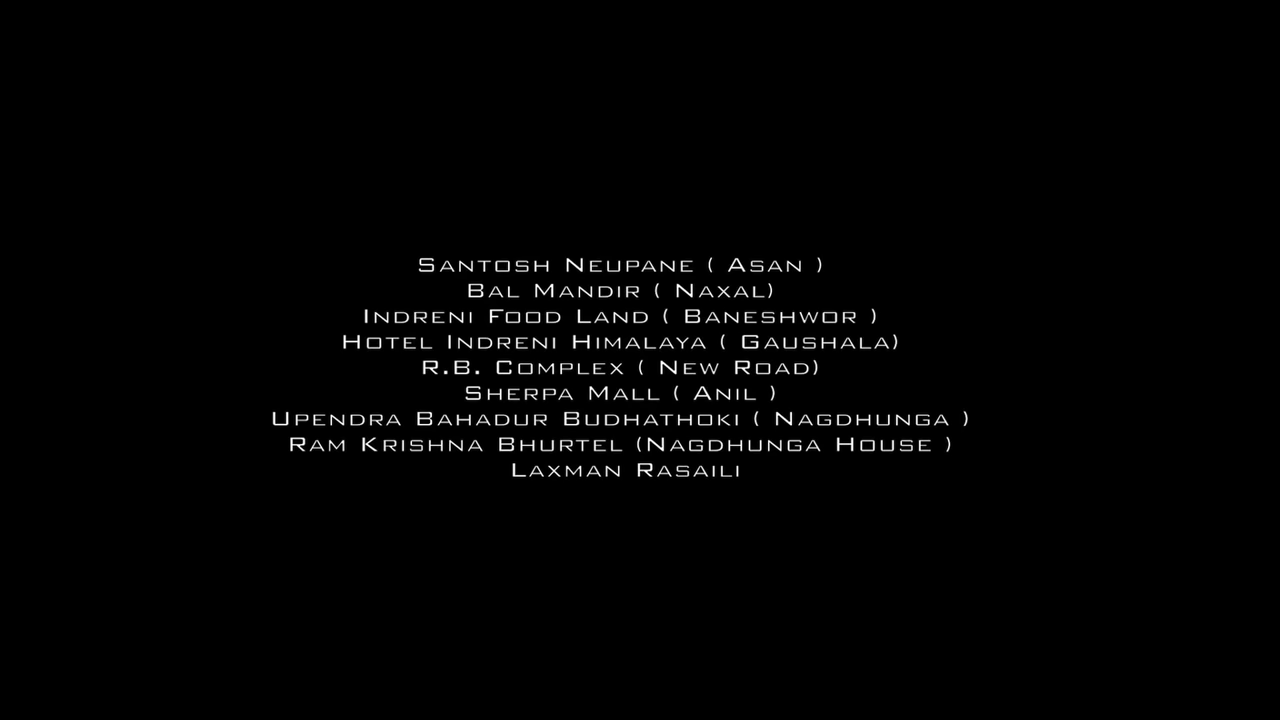 Santosh Neupane ( Asan )
Bal Mandir ( Naxal)
Indreni Food Land ( Baneshwor )
Hotel Indreni Himalaya ( Gaushala)
R.B. Complex ( New Road)
Sherpa Mall ( Anil )
Upendra Bahadur Budhathoki ( Nagdhunga )
Ram Krishna Bhurtel (Nagdhunga House )
Laxman Rasaili